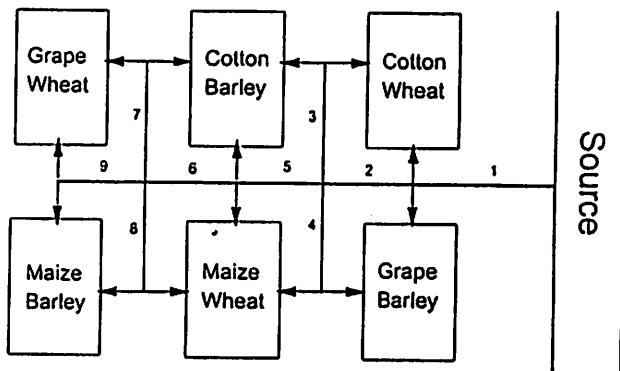 Grape
Wheat
Cotton
Barley
Cotton
Wheat
7
3
9
6
5
2
1
Source
8
4
Maize
Barley
Maize
Wheat
Grape
Barley